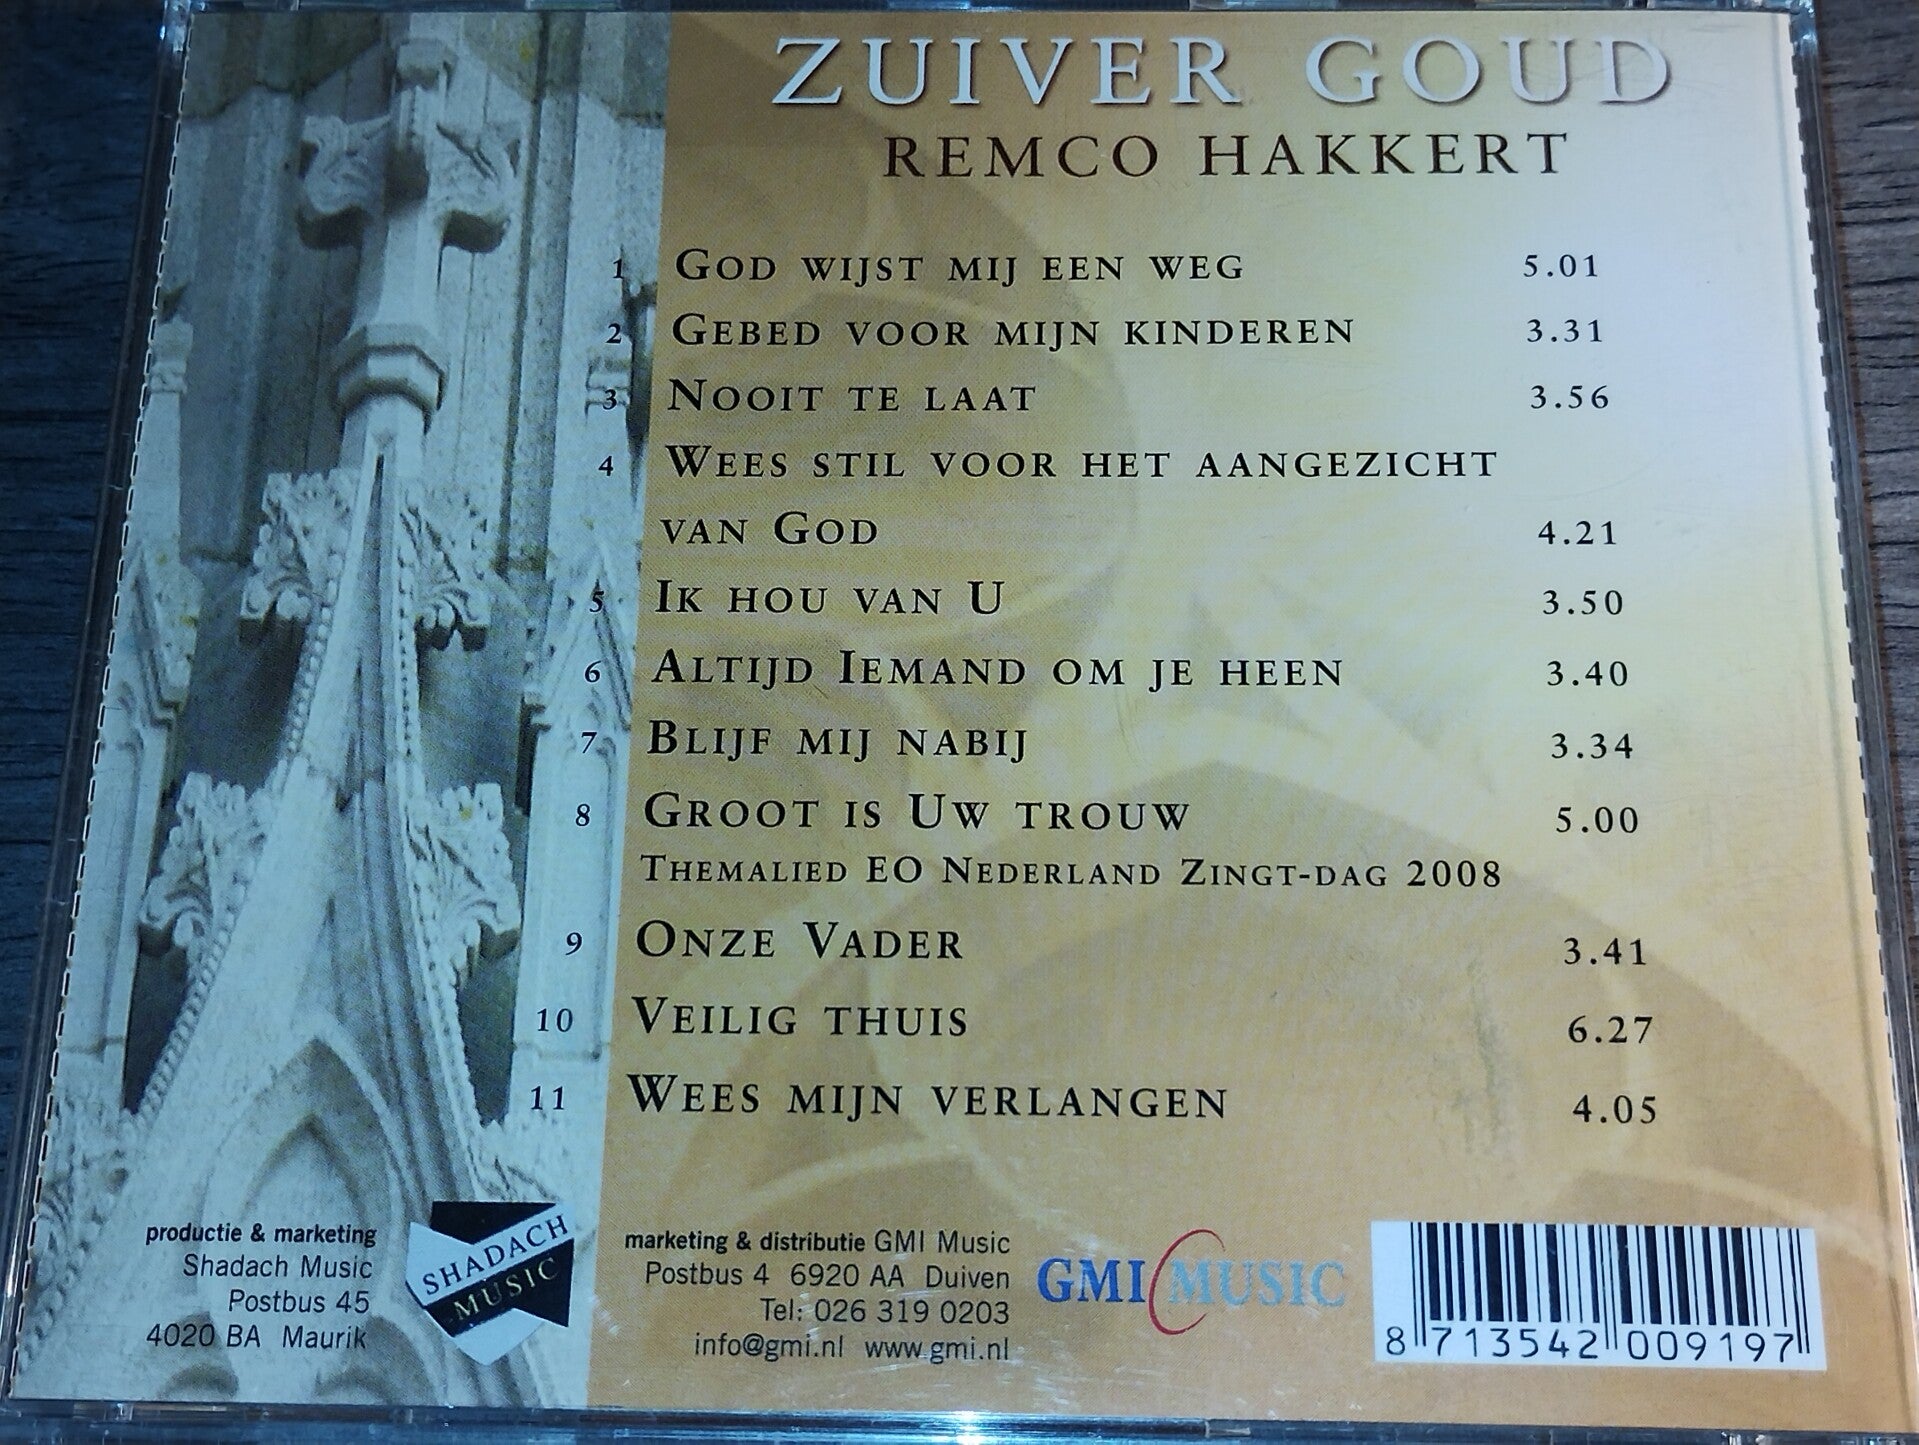 ZUIVER GOUD
REMCO HAKKERT
1 GOD WIJST MIJ EEN WEG 5.01
2 GEBED VOOR MIJN KINDEREN 3.31
3 NOOIT TE LAAT 3.56
4 WEES STIL VOOR HET AANGEZICHT
VAN GOD 4.21
5 IK HOU VAN U 3.50
6 ALTIJD IEMAND OM JE HEEN 3.40
7 BLIJF MIJ NABIJ 3.34
8 GROOT IS UW TROUW 5.00
THEMALIED EO NEDERLAND ZINGT-DAG 2008
9 ONZE VADER 3.41
10 VEILIG THUIS 6.27
11 WEES MIJN VERLANGEN 4.05
productie & marketing
Shadach Music
Postbus 45
4020 BA Maurik
SHADACH
MUSIC
marketing & distributie GMI Music
Postbus 4 6920 AA Duiven
Tel: 026 319 0203
info@gmi.nl www.gmi.nl
GMI MUSIC
8 713542 009197